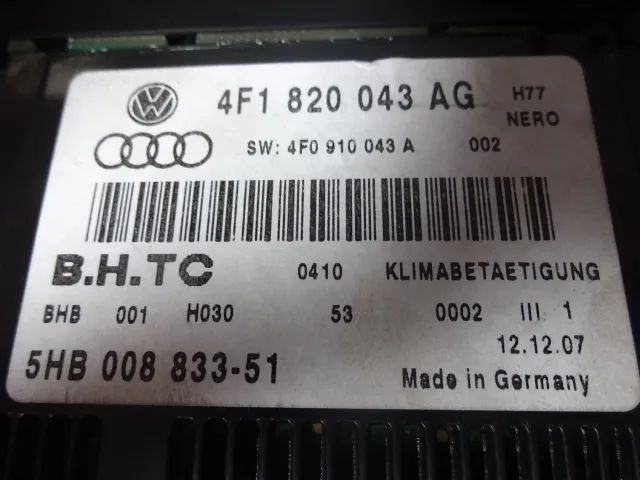 4F1 820 043 AG H77
NERO
SW: 4F0 910 043 A 002
B.H.TC 0410 KLIMABETAETIGUNG
BHB 001 H030 53 0002 III 1
12.12.07
5HB 008 833-51 Made in Germany